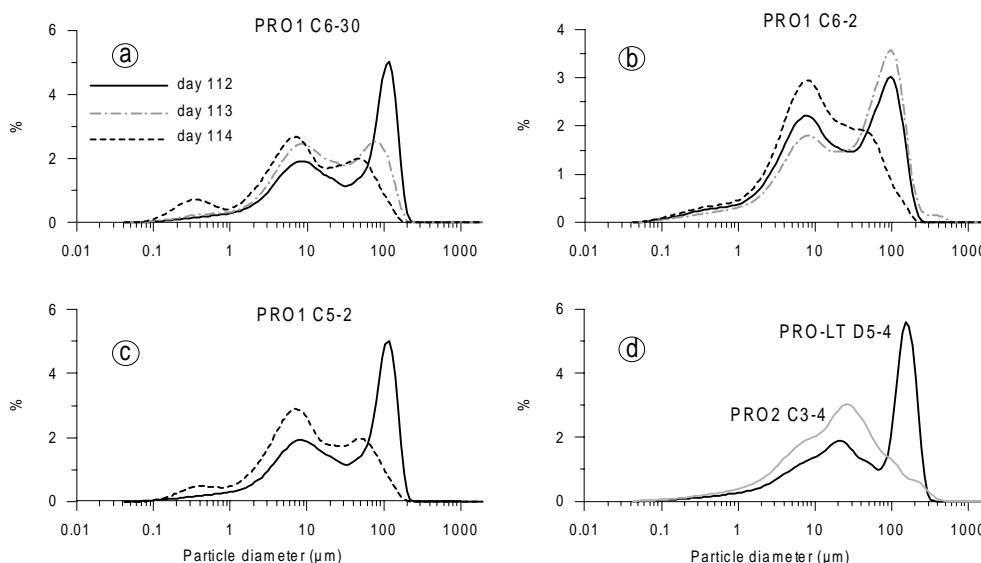 PRO1 C6-30
a
day 112
day 113
day 114
%
6
4
2
0
0.01 0.1 1 10 100 1000
PRO1 C6-2
b
%
4
3
2
1
0
0.01 0.1 1 10 100 1000
PRO1 C5-2
c
%
6
4
2
0
0.01 0.1 1 10 100 1000
Particle diameter (µm)
d
PRO-LT D5-4
PRO2 C3-4
%
6
4
2
0
0.01 0.1 1 10 100 1000
Particle diameter (µm)